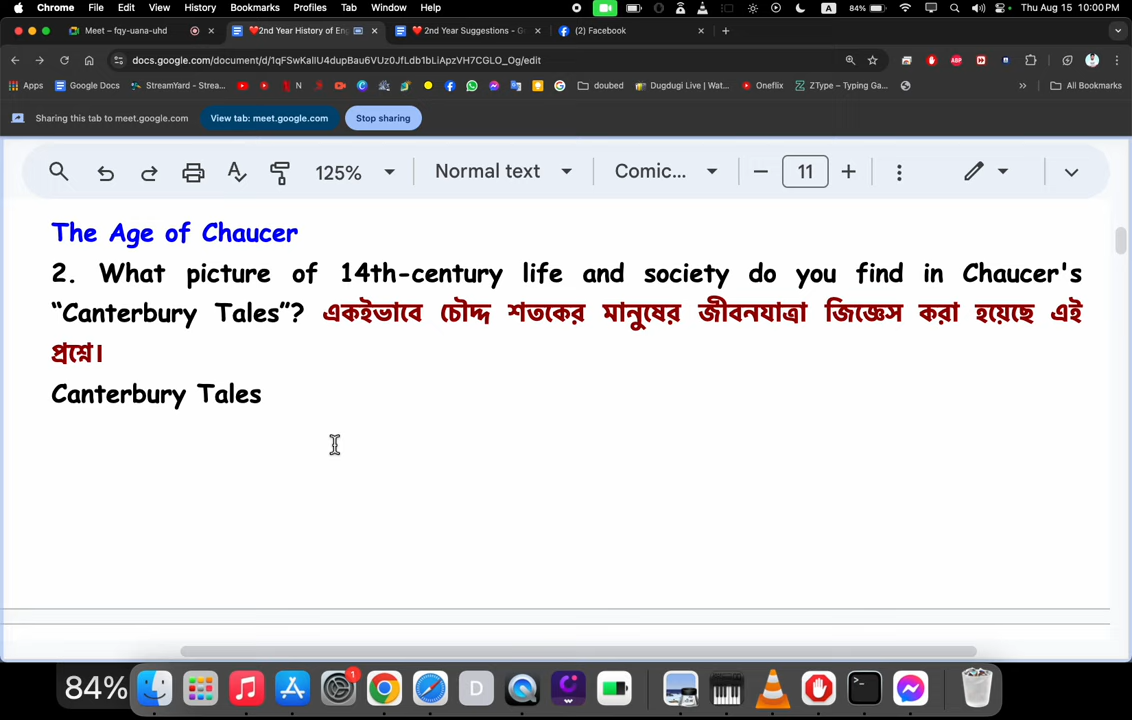 Chrome File Edit View History Bookmarks Profiles Tab Window Help A 84% Thu Aug 15 10:00 PM
Meet – fqy-uana-uhd ❤️2nd Year History of En ❤️ 2nd Year Suggestions - G (2) Facebook
docs.google.com/document/d/1qFSwKaIlU4dupBau6VUz0JfLdb1bLiApzVH7CGLO_Og/edit
Apps Google Docs StreamYard - Strea... N doubed Dugdugi Live | Wat... Oneflix ZType – Typing Ga... » All Bookmarks
Sharing this tab to meet.google.com View tab: meet.google.com Stop sharing
125% Normal text Comic... 11
The Age of Chaucer
2. What picture of 14th-century life and society do you find in Chaucer's
“Canterbury Tales”? একইভাবে চৌদ্দ শতকের মানুষের জীবনযাত্রা জিজ্ঞেস করা হয়েছে এই
প্রশ্নে।
Canterbury Tales
84% 1 D